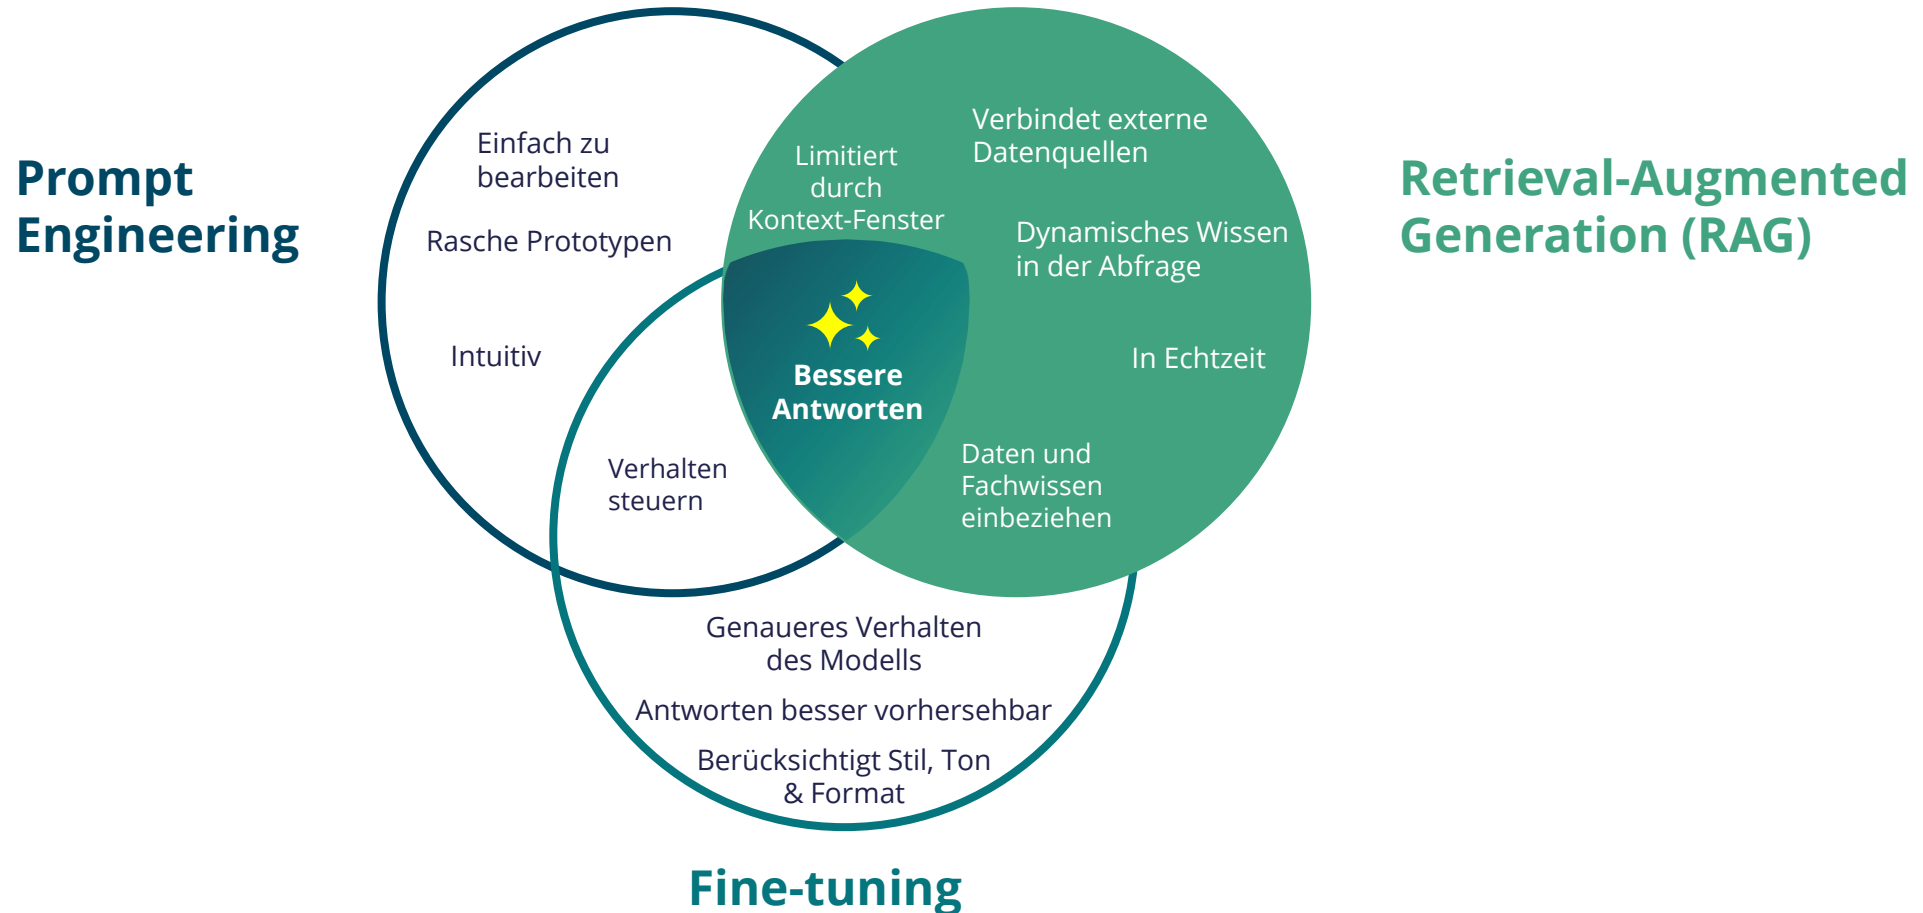 Prompt
Engineering
Einfach zu
bearbeiten
Rasche Prototypen
Intuitiv
Limitiert
durch
Kontext-Fenster
Verbindet externe
Datenquellen
Dynamisches Wissen
in der Abfrage
In Echtzeit
Retrieval-Augmented
Generation (RAG)
Bessere
Antworten
Verhalten
steuern
Daten und
Fachwissen
einbeziehen
Genaueres Verhalten
des Modells
Antworten besser vorhersehbar
Berücksichtigt Stil, Ton
& Format
Fine-tuning